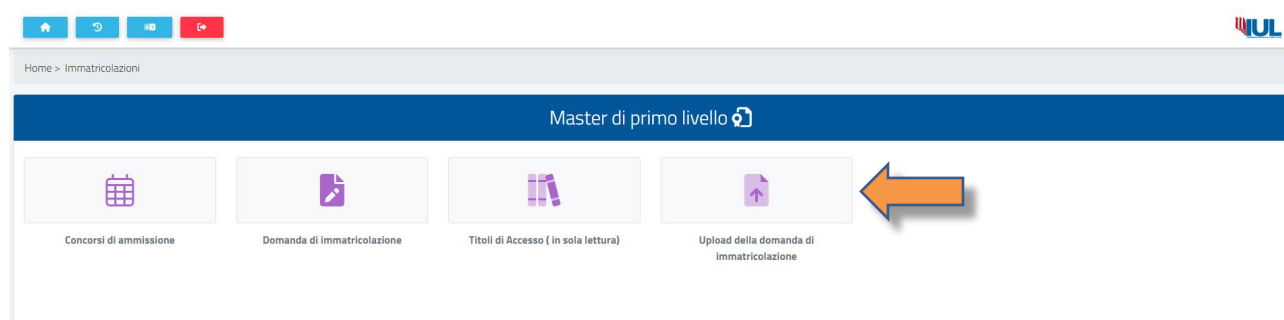 IUL
Home > Immatricolazioni
Master di primo livello
Concorsi di ammissione
Domanda di immatricolazione
Titoli di Accesso ( in sola lettura)
Upload della domanda di
immatricolazione